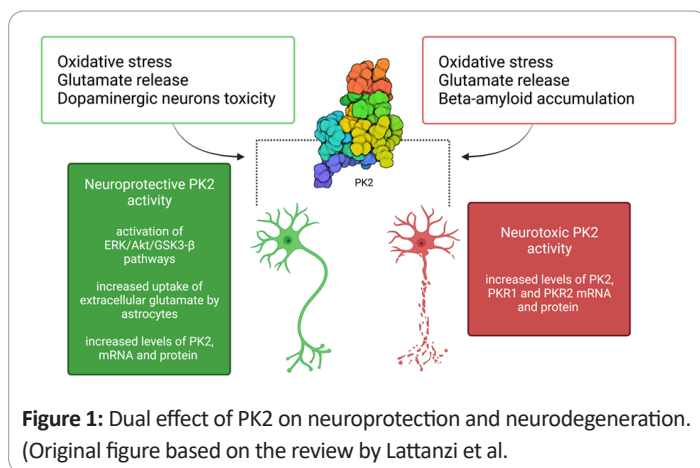 Oxidative stress
Glutamate release
Dopaminergic neurons toxicity
Oxidative stress
Glutamate release
Beta-amyloid accumulation
PK2
Neuroprotective PK2
activity
activation of
ERK/Akt/GSK3-β
pathways
increased uptake of
extracellular glutamate by
astrocytes
increased levels of PK2,
mRNA and protein
Neurotoxic PK2
activity
increased levels of PK2,
PKR1 and PKR2 mRNA
and protein
Figure 1: Dual effect of PK2 on neuroprotection and neurodegeneration.
(Original figure based on the review by Lattanzi et al.